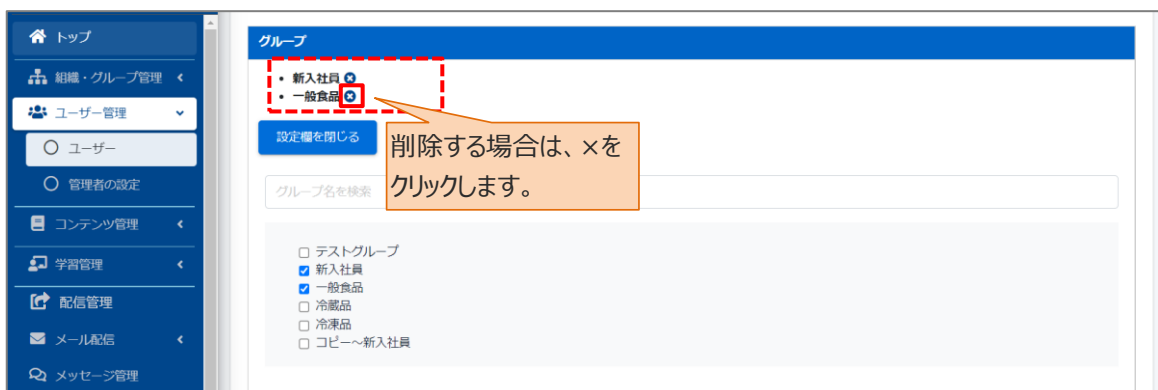 トップ
組織・グループ管理
ユーザー管理
ユーザー
管理者の設定
コンテンツ管理
学習管理
配信管理
メール配信
メッセージ管理
グループ
・ 新入社員
・ 一般食品
設定欄を閉じる
削除する場合は、×を
クリックします。
グループ名を検索
テストグループ
新入社員
一般食品
冷蔵品
冷凍品
コピー～新入社員